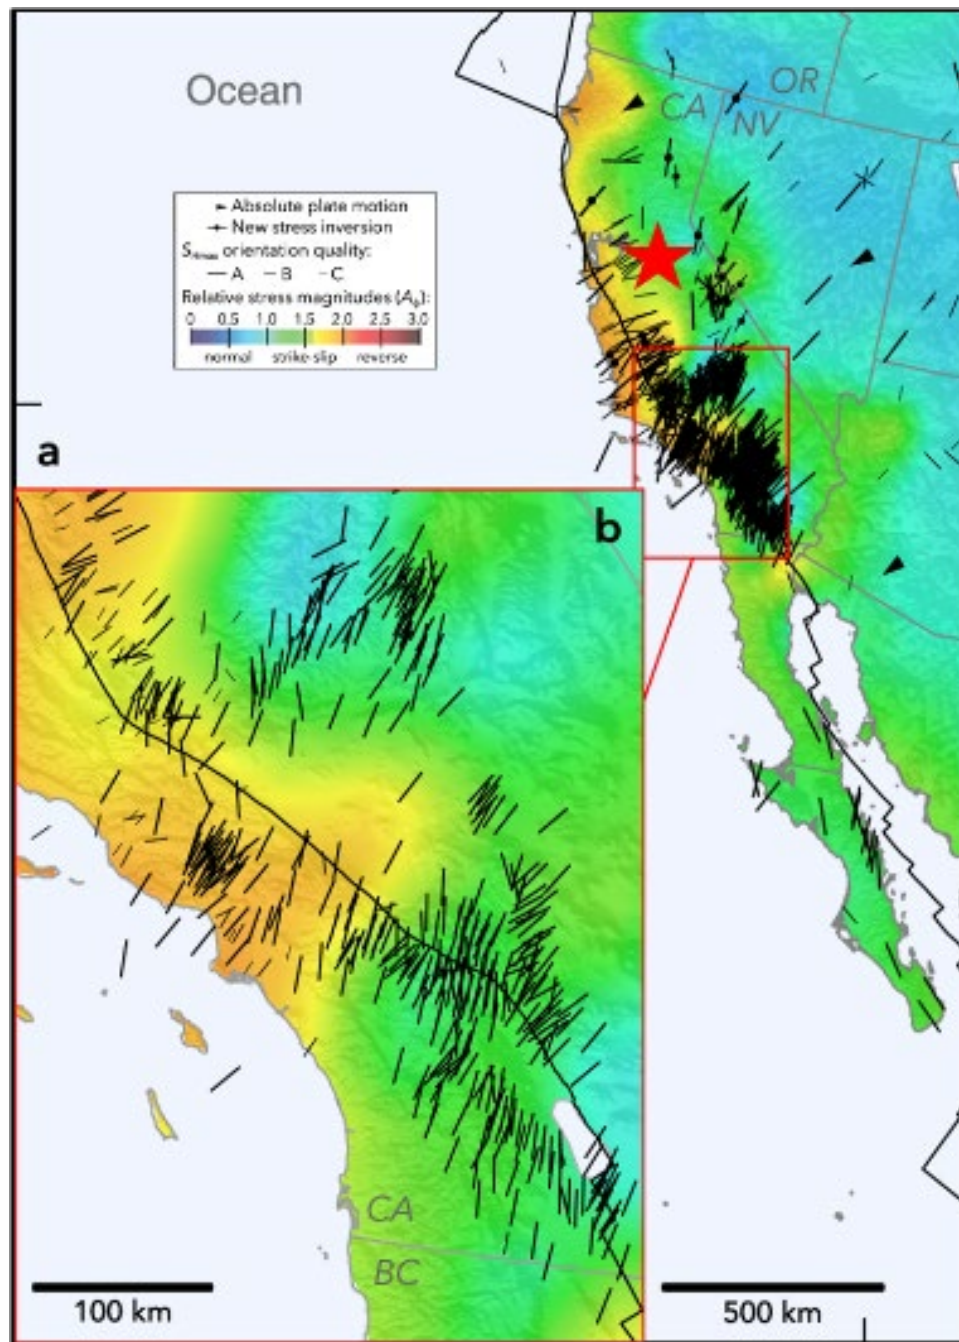 Ocean
CA
OR
NV
Absolute plate motion
New stress inversion
SHmax orientation quality:
A B C
Relative stress magnitudes (Aϕ):
0 0.5 1.0 1.5 2.0 2.5 3.0
normal strike-slip reverse
a
b
CA
BC
100 km
500 km